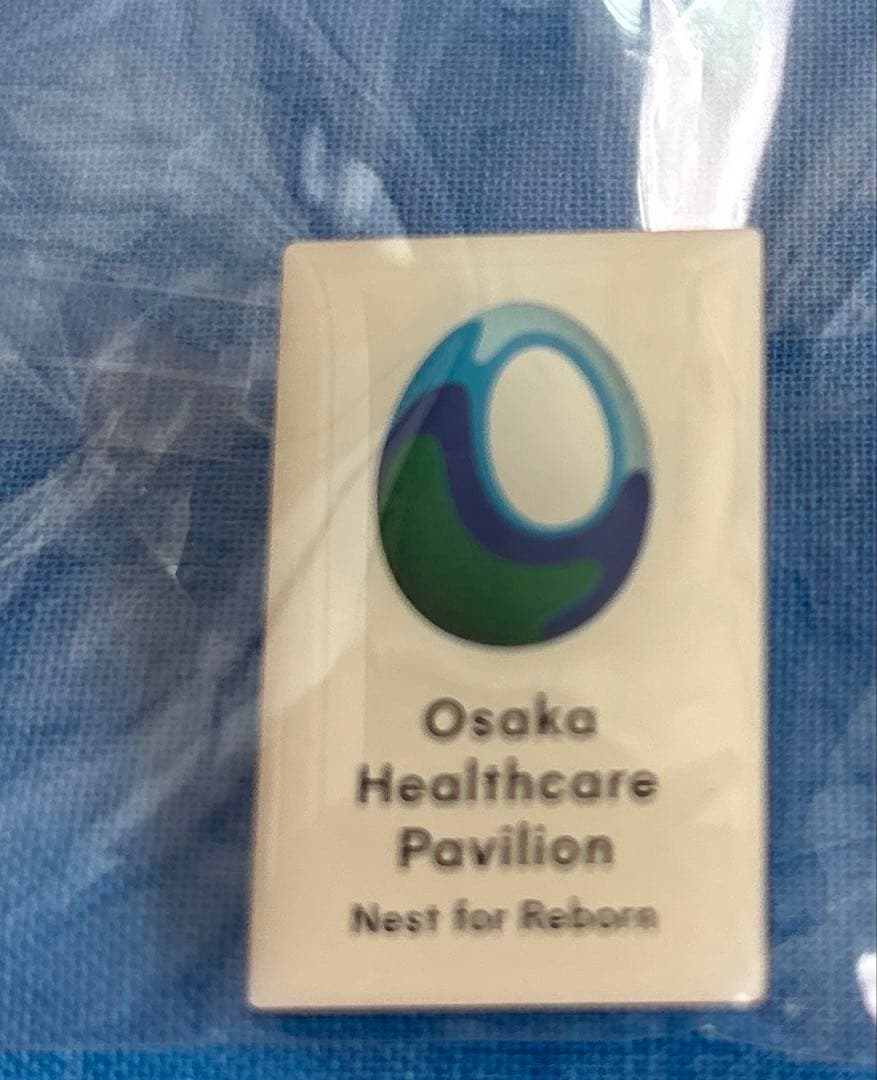 Osaka
Healthcare
Pavilion
Nest for Reborn